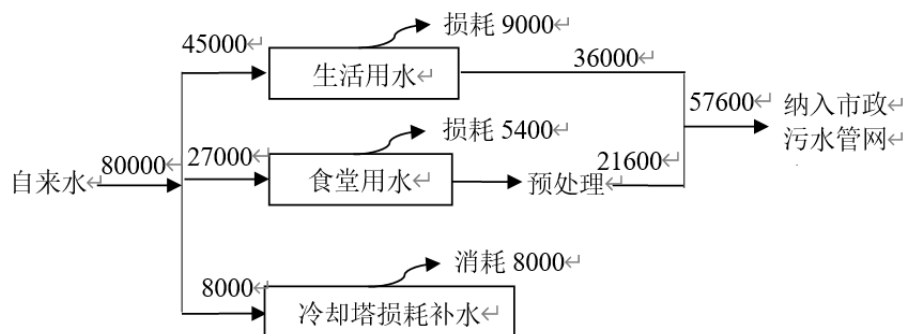 损耗 9000↵
45000↵
生活用水↵
36000↵
57600↵
纳入市政
污水管网↵
损耗 5400↵
80000↵
27000↵
自来水↵
食堂用水↵
预处理↵
21600↵
消耗 8000↵
8000↵
冷却塔损耗补水↵